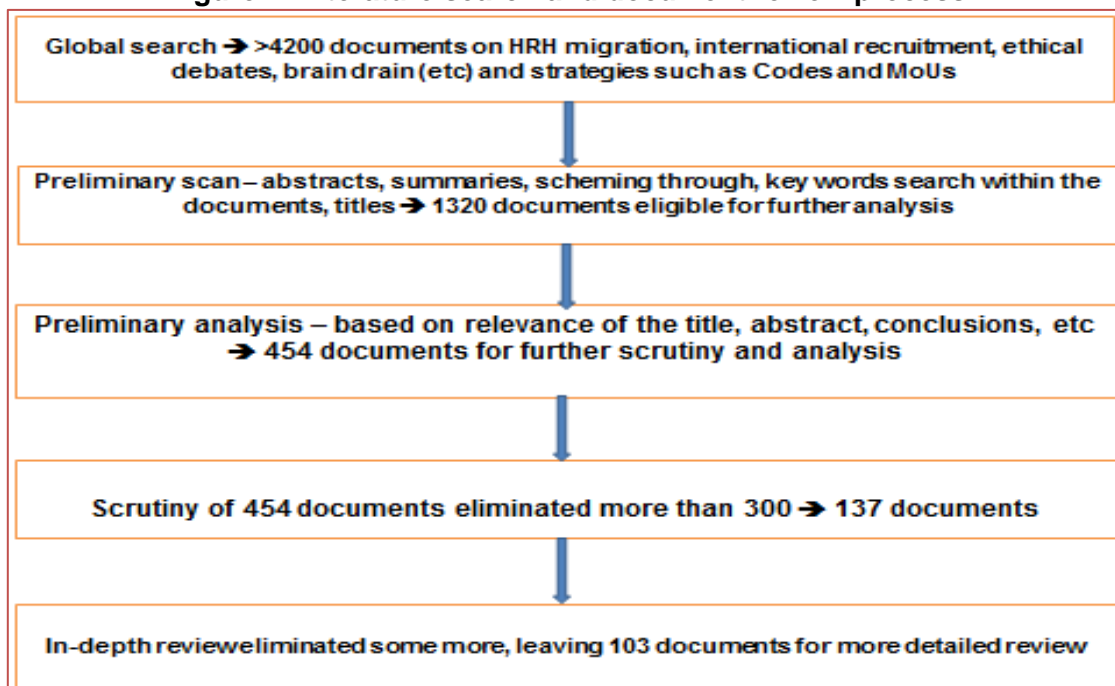 Global search ➔ >4200 documents on HRH migration, international recruitment, ethical
debates, brain drain (etc) and strategies such as Codes and MoUs
Preliminary scan – abstracts, summaries, scheming through, key words search within the
documents, titles ➔ 1320 documents eligible for further analysis
Preliminary analysis – based on relevance of the title, abstract, conclusions, etc
➔ 454 documents for further scrutiny and analysis
Scrutiny of 454 documents eliminated more than 300 ➔ 137 documents
In-depth review eliminated some more, leaving 103 documents for more detailed review